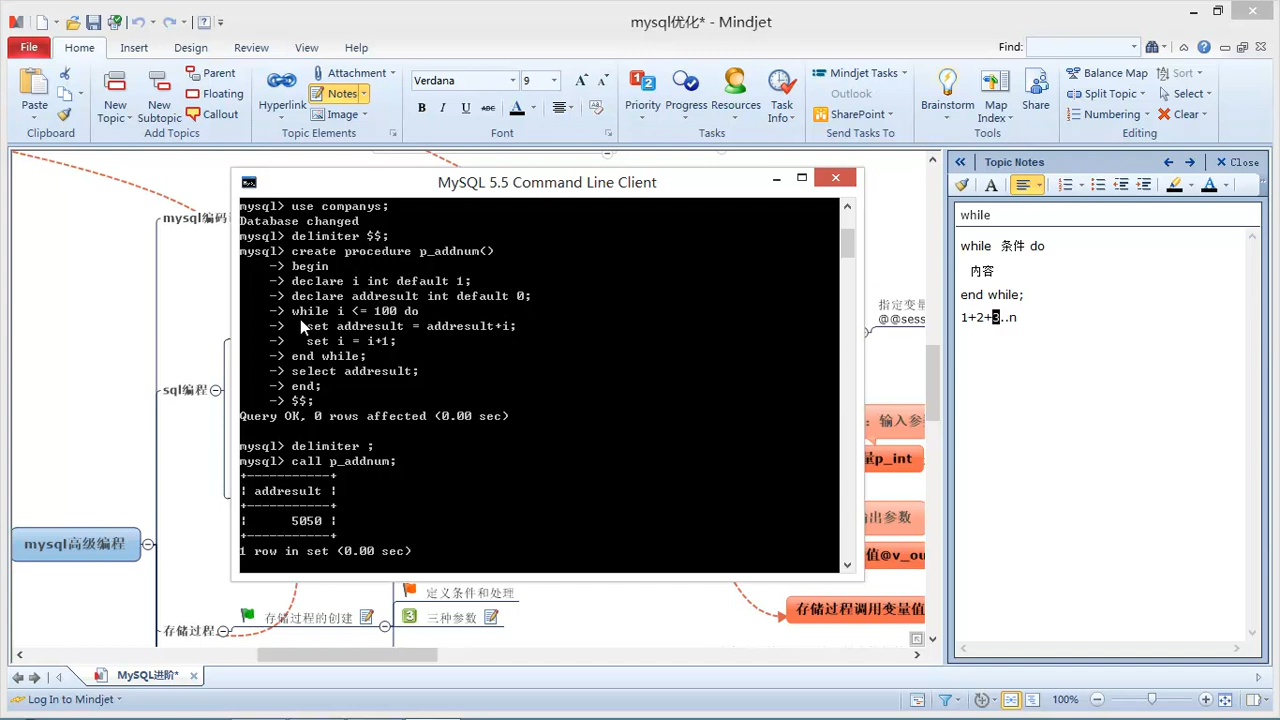 mysql优化* - Mindjet
File Home Insert Design Review View Help Find:
Paste
Clipboard
New Topic
New Subtopic
Parent
Floating
Callout
Add Topics
Hyperlink
Attachment
Notes
Image
Topic Elements
Verdana 9
B I U abc A
Font
Priority
Progress
Resources
Task Info
Tasks
Mindjet Tasks
Outlook
SharePoint
Send Tasks To
Brainstorm
Map Index
Share
Tools
Balance Map
Split Topic
Numbering
Sort
Select
Clear
Editing
mysql编码
sql编程
mysql高级编程
存储过程
存储过程的创建
定义条件和处理
三种参数
指定变量
@@sess
：输入参
量p_int
出参数
值@v_ou
存储过程调用变量值
MySQL 5.5 Command Line Client
mysql> use companys;
Database changed
mysql> delimiter $$;
mysql> create procedure p_addnum()
-> begin
-> declare i int default 1;
-> declare addresult int default 0;
-> while i <= 100 do
-> set addresult = addresult+i;
-> set i = i+1;
-> end while;
-> select addresult;
-> end;
-> $$;
Query OK, 0 rows affected (0.00 sec)
mysql> delimiter ;
mysql> call p_addnum;
+-----------+
| addresult |
+-----------+
| 5050 |
+-----------+
1 row in set (0.00 sec)
Topic Notes
Close
while
while 条件 do
内容
end while;
1+2+3..n
MySQL进阶*
Log In to Mindjet
100%